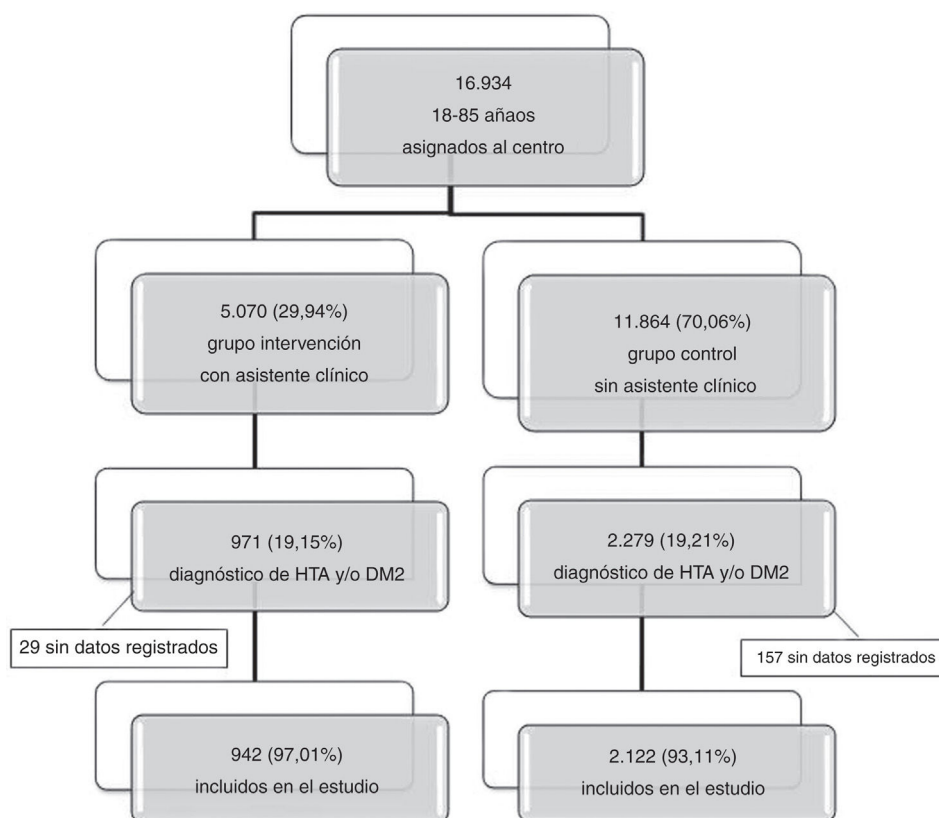 16.934
18-85 añaos
asignados al centro
5.070 (29,94%)
grupo intervención
con asistente clínico
11.864 (70,06%)
grupo control
sin asistente clínico
971 (19,15%)
diagnóstico de HTA y/o DM2
2.279 (19,21%)
diagnóstico de HTA y/o DM2
29 sin datos registrados
157 sin datos registrados
942 (97,01%)
incluidos en el estudio
2.122 (93,11%)
incluidos en el estudio